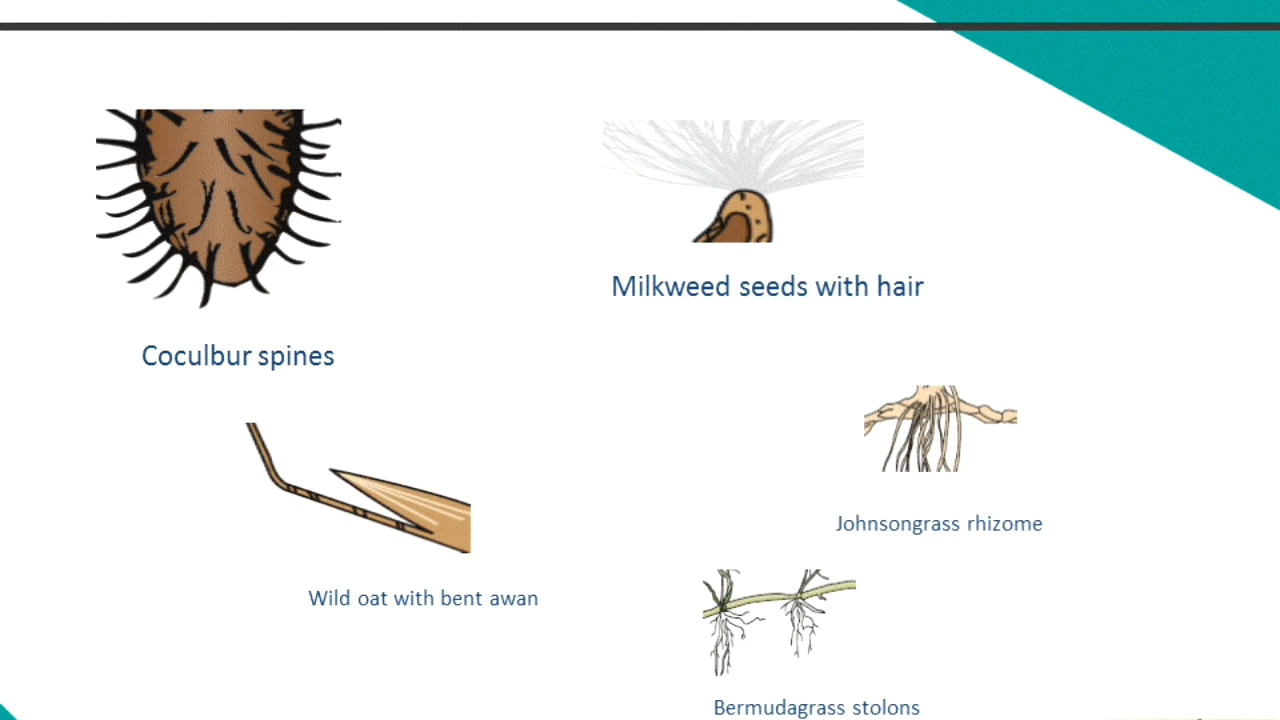 Milkweed seeds with hair
Coculbur spines
Johnsongrass rhizome
Wild oat with bent awan
Bermudagrass stolons